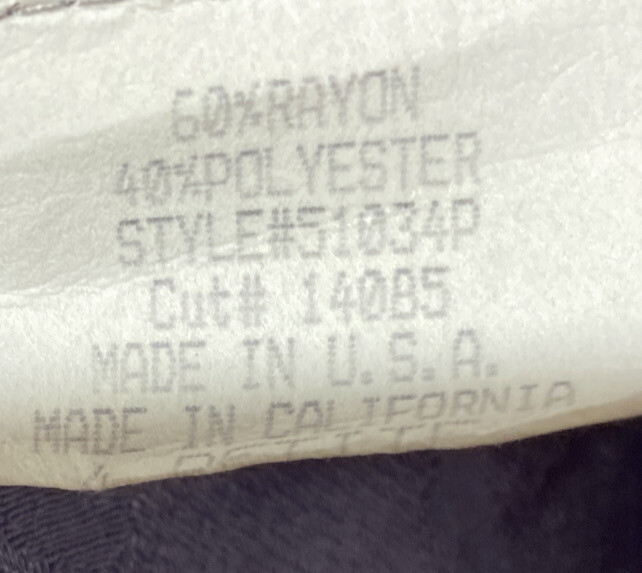 60%RAYON
40%POLYESTER
STYLE#51034P
Cut# 14085
MADE IN U.S.A.
MADE IN CALIFORNIA